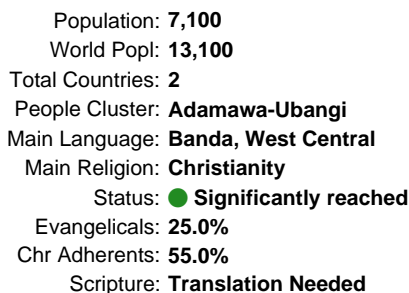 Population: 7,100
World Popl: 13,100
Total Countries: 2
People Cluster: Adamawa-Ubangi
Main Language: Banda, West Central
Main Religion: Christianity
Status: Significantly reached
Evangelicals: 25.0%
Chr Adherents: 55.0%
Scripture: Translation Needed